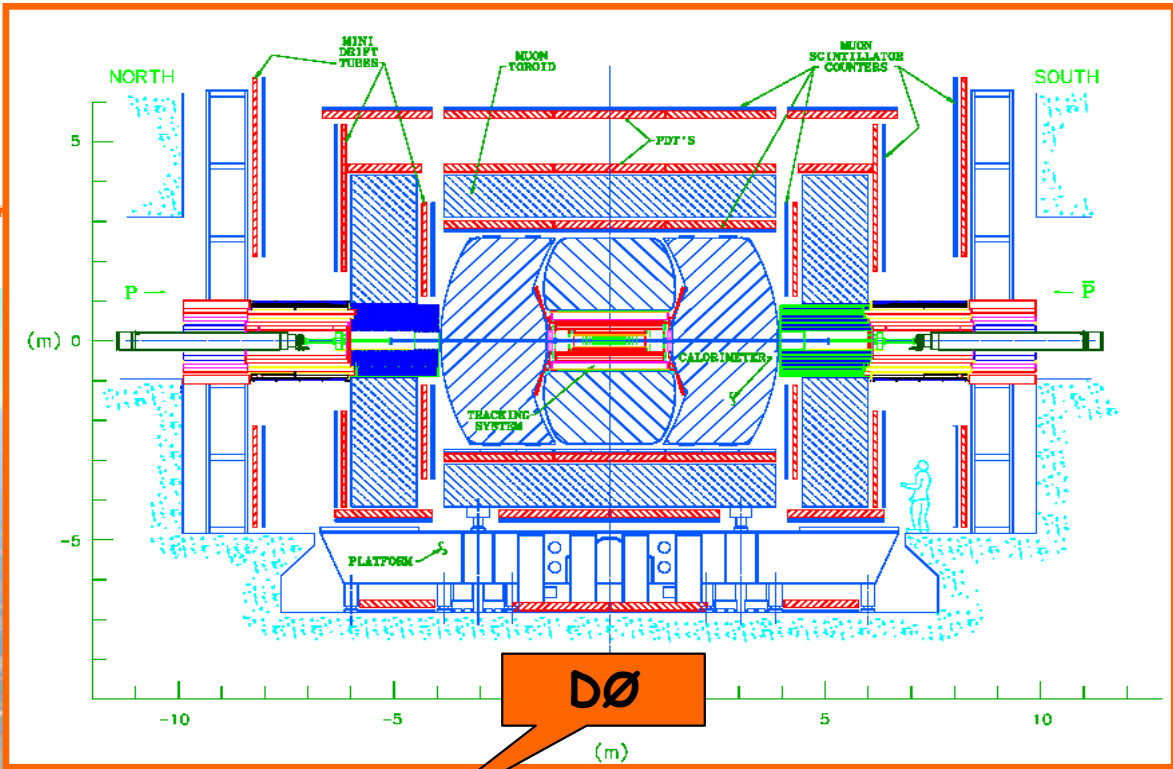 MINI
DRIFT
TUBES
MUON
TOROID
MUON
SCINTILLATOR
COUNTERS
NORTH
SOUTH
5
PDT'S
P
P̅
(m)
0
CALORIMETER
TRACKING
SYSTEM
-5
PLATFORM
DØ
-10
-5
5
10
(m)